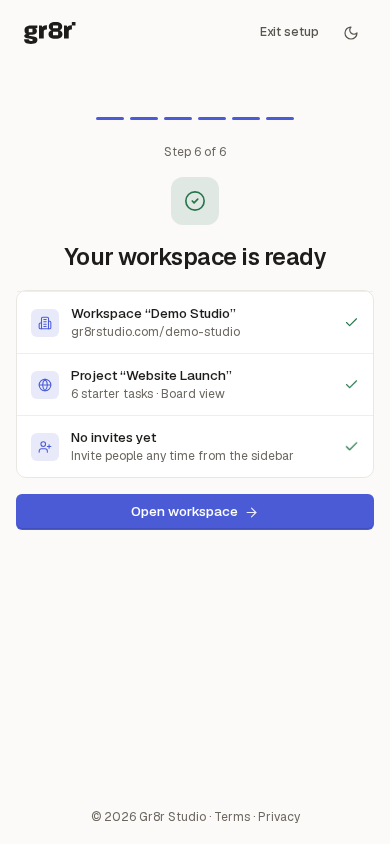 gr8r
Exit setup
Step 6 of 6
Your workspace is ready
Workspace “Demo Studio”
gr8rstudio.com/demo-studio
Project “Website Launch”
6 starter tasks · Board view
No invites yet
Invite people any time from the sidebar
Open workspace
© 2026 Gr8r Studio · Terms · Privacy